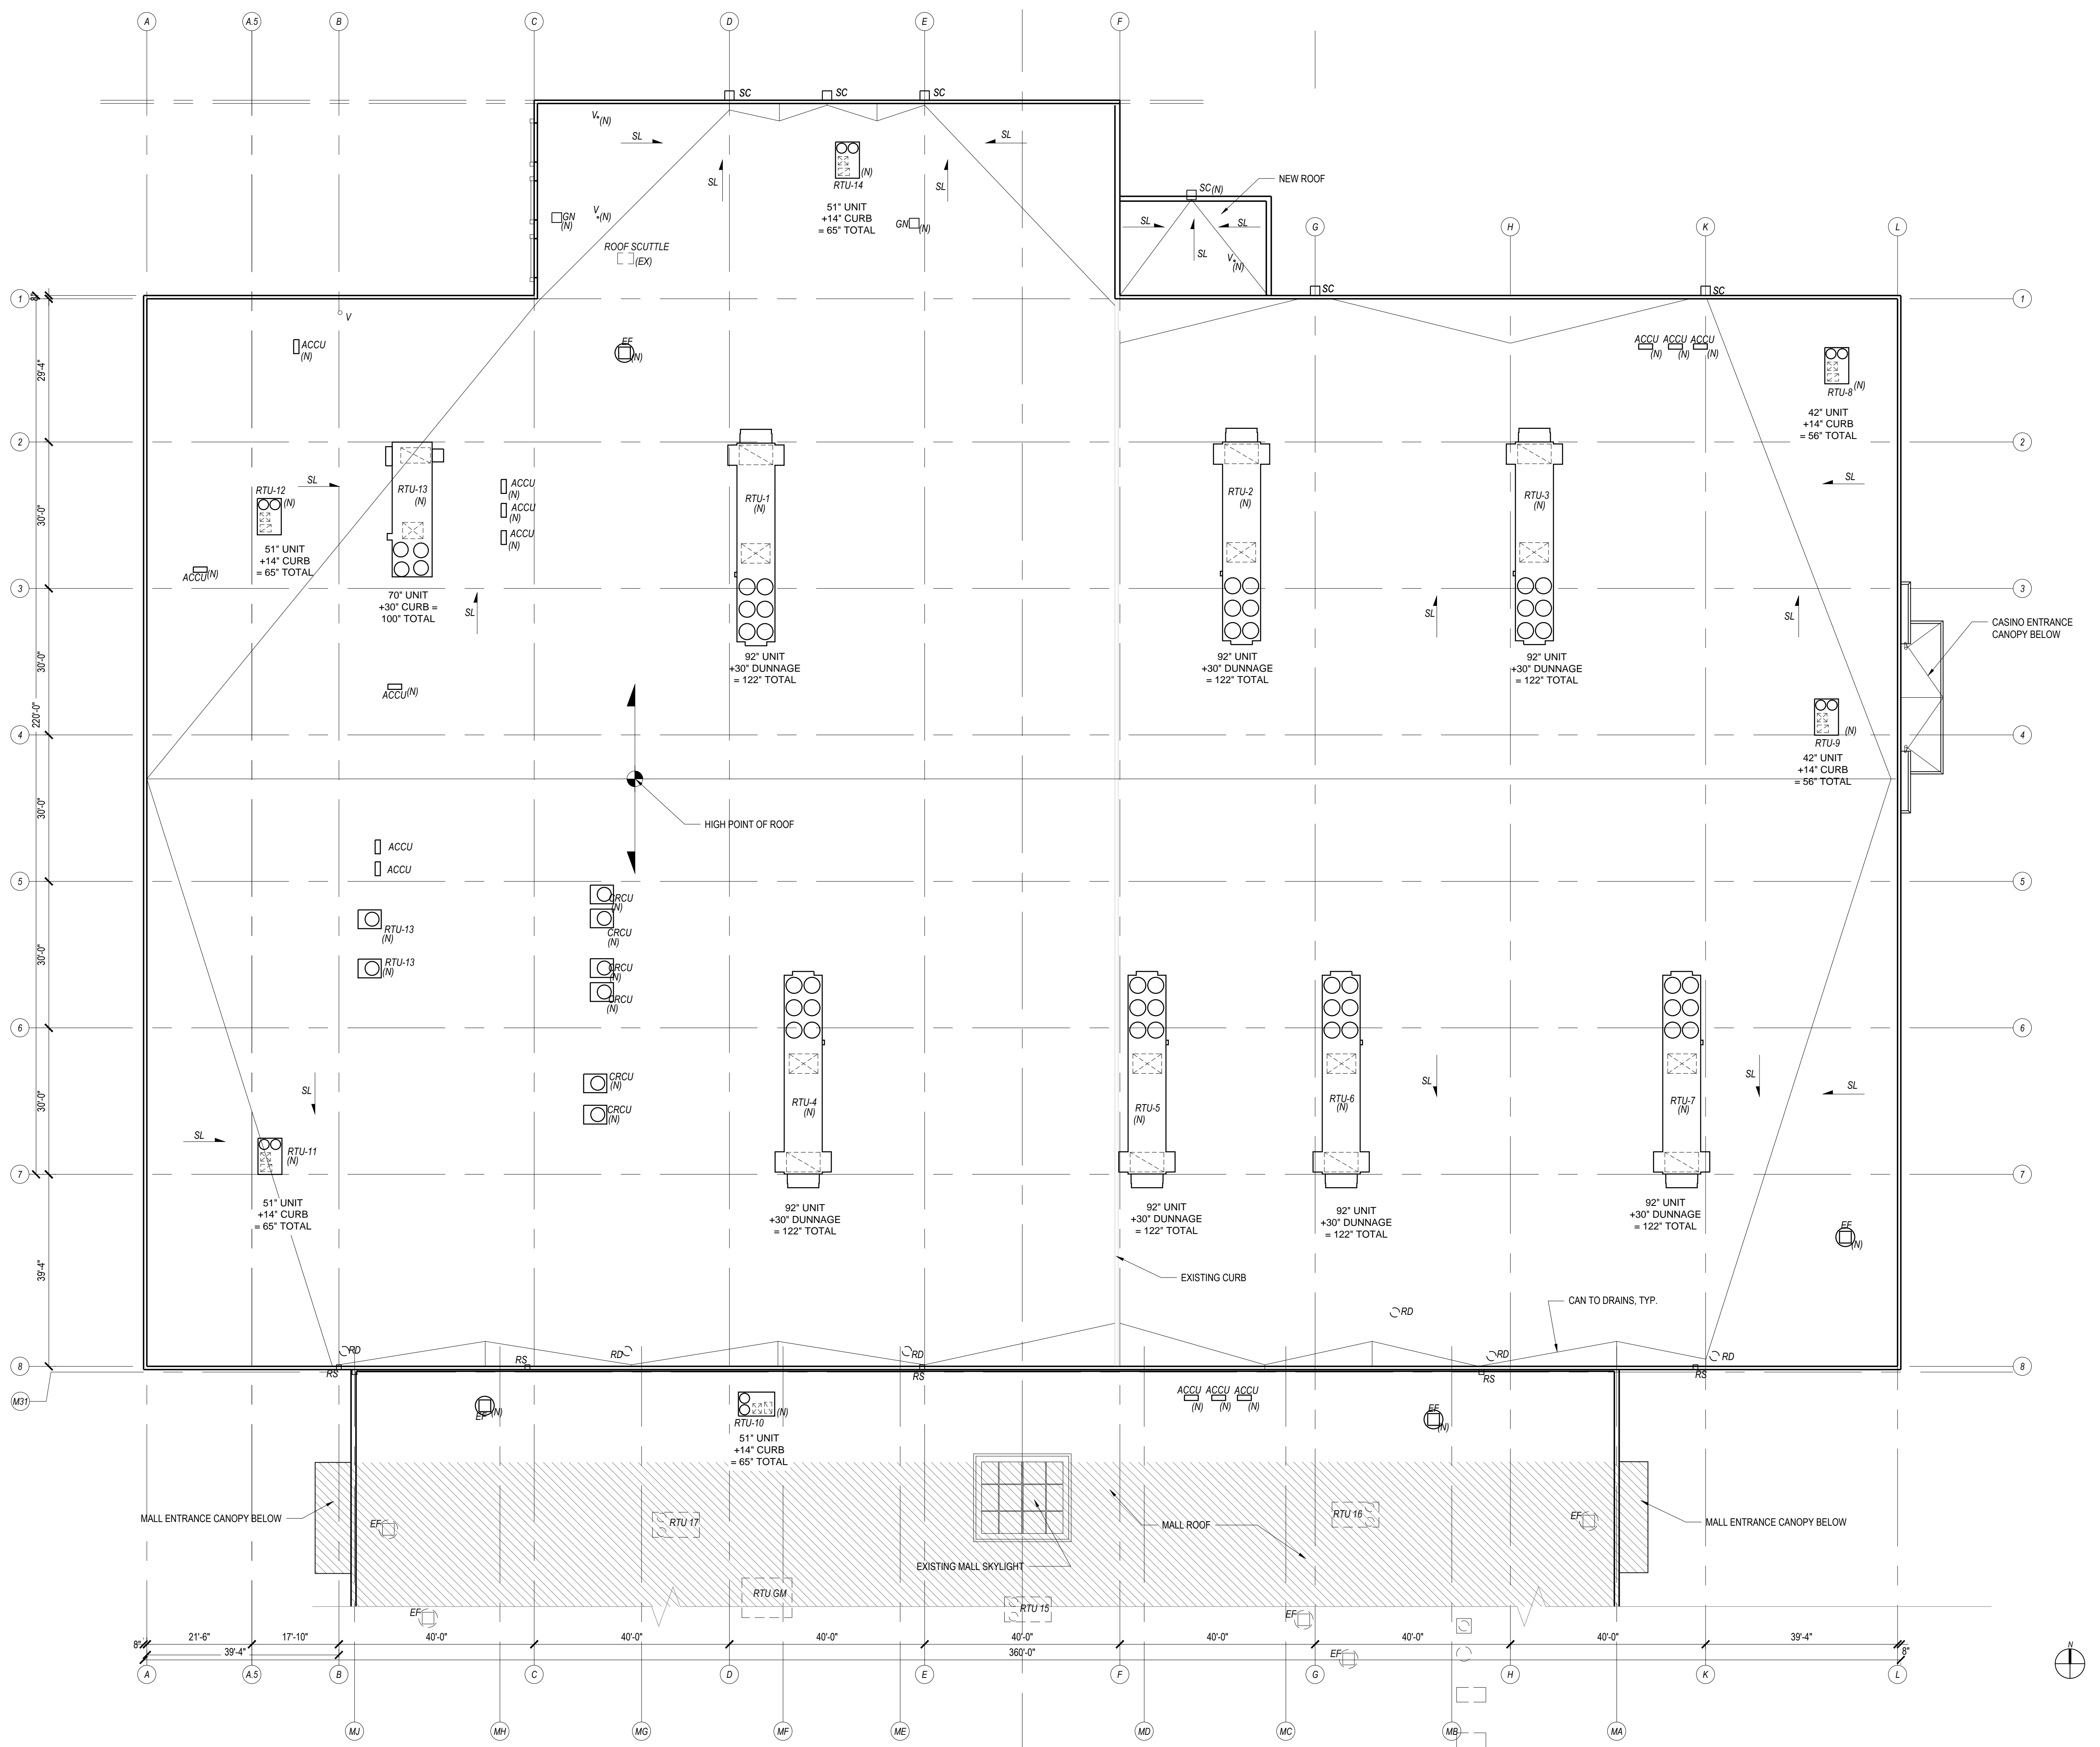 A
A.5
B
C
D
E
F
SC
SC
SC
V
(N)
SL
SL
(N)
RTU-14
SL
SL
51" UNIT
+14" CURB
= 65" TOTAL
SC(N)
NEW ROOF
GN
(N)
V
(N)
GN
(N)
SL
SL
SL
V
(N)
ROOF SCUTTLE
(EX)
G
H
K
L
1
8"
SC
SC
1
V
ACCU
(N)
EF
(N)
ACCU
ACCU
ACCU
(N)
(N)
(N)
(N)
RTU-8
42" UNIT
+14" CURB
= 56" TOTAL
29'-4"
2
2
SL
SL
RTU-12
(N)
RTU-13
(N)
ACCU
(N)
ACCU
(N)
ACCU
(N)
RTU-1
(N)
RTU-2
(N)
RTU-3
(N)
30'-0"
51" UNIT
+14" CURB
= 65" TOTAL
ACCU
(N)
3
3
70" UNIT
+30" CURB =
100" TOTAL
SL
SL
SL
CASINO ENTRANCE
CANOPY BELOW
30'-0"
92" UNIT
+30" DUNNAGE
= 122" TOTAL
92" UNIT
+30" DUNNAGE
= 122" TOTAL
92" UNIT
+30" DUNNAGE
= 122" TOTAL
ACCU
(N)
220'-0"
4
4
(N)
RTU-9
42" UNIT
+14" CURB
= 56" TOTAL
30'-0"
HIGH POINT OF ROOF
ACCU
ACCU
5
5
CRCU
(N)
RTU-13
(N)
CRCU
(N)
30'-0"
RTU-13
(N)
CRCU
(N)
CRCU
(N)
6
6
CRCU
(N)
CRCU
(N)
30'-0"
SL
SL
SL
SL
SL
RTU-4
(N)
RTU-5
(N)
RTU-6
(N)
RTU-7
(N)
RTU-11
(N)
7
7
51" UNIT
+14" CURB
= 65" TOTAL
92" UNIT
+30" DUNNAGE
= 122" TOTAL
92" UNIT
+30" DUNNAGE
= 122" TOTAL
92" UNIT
+30" DUNNAGE
= 122" TOTAL
92" UNIT
+30" DUNNAGE
= 122" TOTAL
EF
(N)
39'-4"
EXISTING CURB
CAN TO DRAINS, TYP.
RD
RD
RD
RD
RD
RD
8
8
RS
RS
RS
RS
RS
M31
EF
(N)
RTU-10
(N)
51" UNIT
+14" CURB
= 65" TOTAL
ACCU
ACCU
ACCU
(N)
(N)
(N)
EF
(N)
MALL ENTRANCE CANOPY BELOW
EF
RTU 17
MALL ROOF
RTU 16
EF
MALL ENTRANCE CANOPY BELOW
EXISTING MALL SKYLIGHT
RTU GM
RTU 15
EF
EF
8"
21'-6"
17'-10"
40'-0"
40'-0"
40'-0"
40'-0"
40'-0"
40'-0"
40'-0"
39'-4"
8"
39'-4"
360'-0"
EF
N
A
A.5
B
C
D
E
F
G
H
K
L
MJ
MH
MG
MF
ME
MD
MC
MB
MA